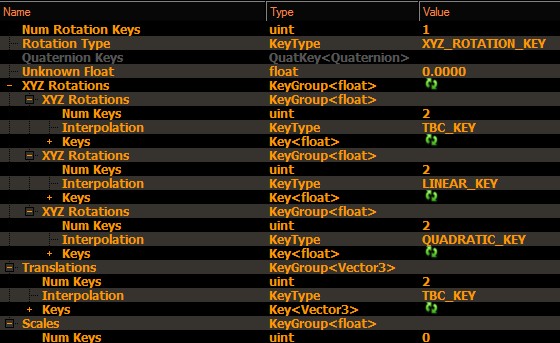 Name Type Value
Num Rotation Keys uint 1
Rotation Type KeyType XYZ_ROTATION_KEY
Quaternion Keys QuatKey<Quaternion>
Unknown Float float 0.0000
XYZ Rotations KeyGroup<float>
XYZ Rotations KeyGroup<float>
Num Keys uint 2
Interpolation KeyType TBC_KEY
Keys Key<float>
XYZ Rotations KeyGroup<float>
Num Keys uint 2
Interpolation KeyType LINEAR_KEY
Keys Key<float>
XYZ Rotations KeyGroup<float>
Num Keys uint 2
Interpolation KeyType QUADRATIC_KEY
Keys Key<float>
Translations KeyGroup<Vector3>
Num Keys uint 2
Interpolation KeyType TBC_KEY
Keys Key<Vector3>
Scales KeyGroup<float>
Num Keys uint 0